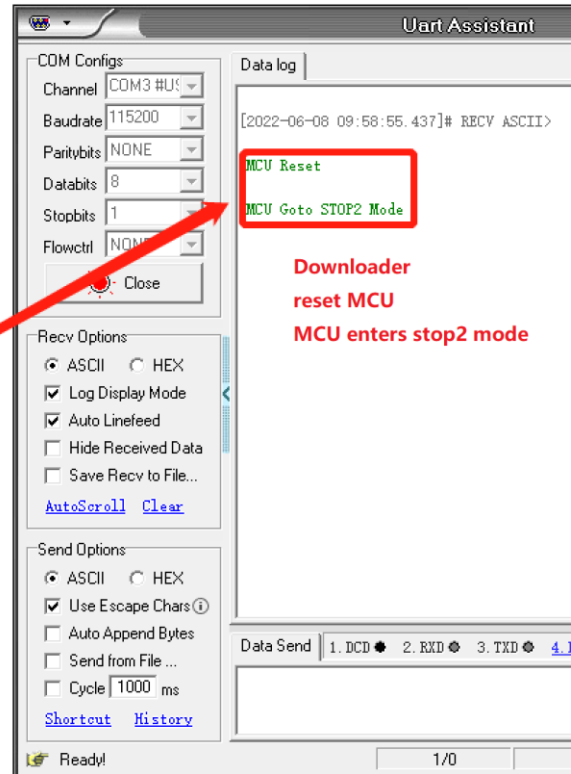 Uart Assistant
COM Configs
Channel COM3 #US
Baudrate 115200
Paritybits NONE
Databits 8
Stopbits 1
Flowctrl NONE
Close
Recv Options
ASCII HEX
Log Display Mode
Auto Linefeed
Hide Received Data
Save Recv to File...
AutoScroll Clear
Send Options
ASCII HEX
Use Escape Chars
Auto Append Bytes
Send from File ...
Cycle 1000 ms
Shortcut History
Data log
[2022-06-08 09:58:55.437]# RECV ASCII>
MCU Reset
MCU Goto STOP2 Mode
Downloader
reset MCU
MCU enters stop2 mode
Data Send 1. DCD 2. RXD 3. TXD 4.
Ready! 1/0